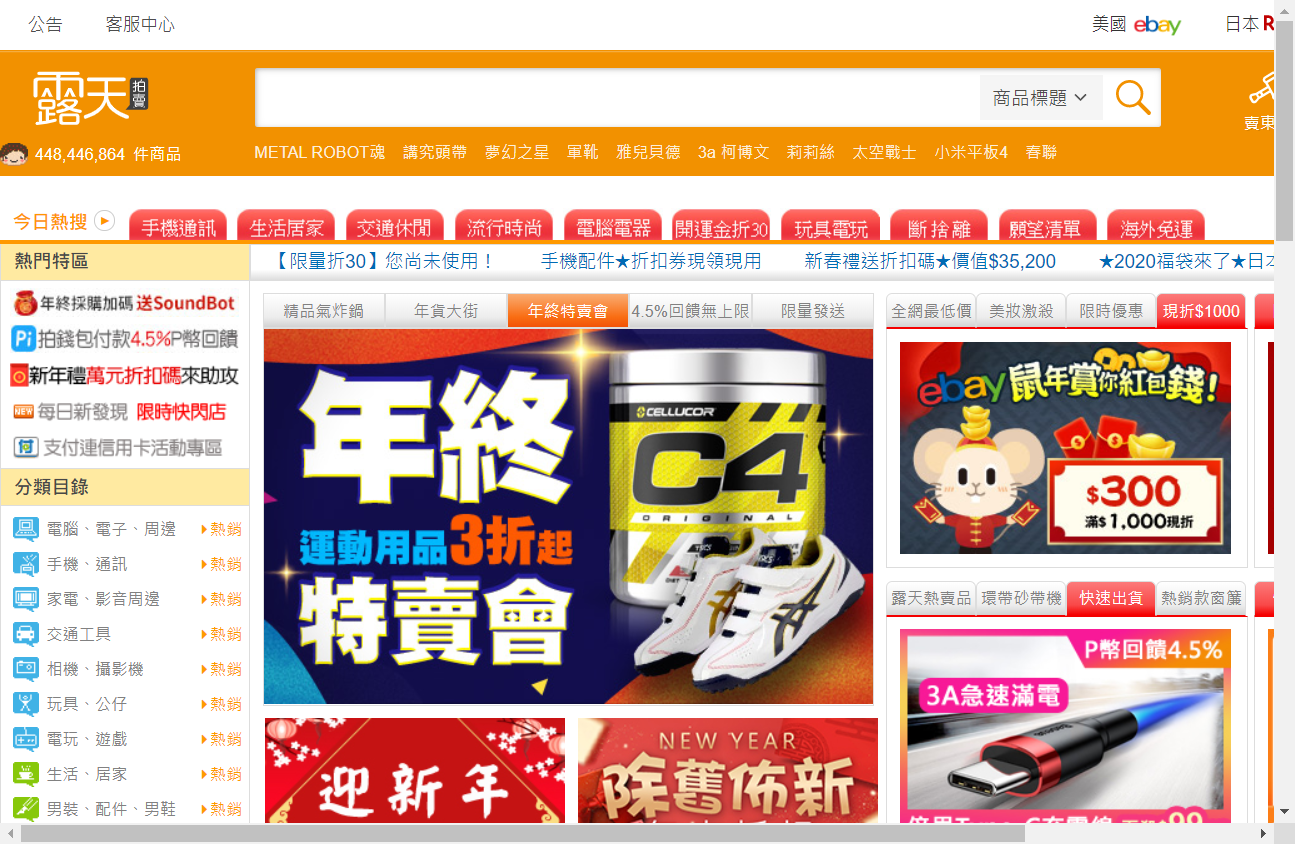 公告 客服中心 美國 ebay 日本 R
露天 拍賣
商品標題
賣東
448,446,864 件商品
METAL ROBOT魂 講究頭帶 夢幻之星 軍靴 雅兒貝德 3a 柯博文 莉莉絲 太空戰士 小米平板4 春聯
今日熱搜 手機通訊 生活居家 交通休閒 流行時尚 電腦電器 開運金折30 玩具電玩 斷捨離 願望清單 海外免運
熱門特區
【限量折30】您尚未使用！ 手機配件★折扣券現領現用 新春禮送折扣碼★價值$35,200 ★2020福袋來了★日本
年終採購加碼 送SoundBot
Pi 拍錢包付款4.5%P幣回饋
新年禮萬元折扣碼來助攻
NEW 每日新發現 限時快閃店
付 支付連信用卡活動專區
分類目錄
電腦、電子、周邊 熱銷
手機、通訊 熱銷
家電、影音周邊 熱銷
交通工具 熱銷
相機、攝影機 熱銷
玩具、公仔 熱銷
電玩、遊戲 熱銷
生活、居家 熱銷
男裝、配件、男鞋 熱銷
精品氣炸鍋 年貨大街 年終特賣會 4.5%回饋無上限 限量發送
年終
運動用品3折起
特賣會
CELLUCOR
C4
ORIGINAL
迎新年
NEW YEAR
除舊佈新
全網最低價 美妝激殺 限時優惠 現折$1000
ebay 鼠年賞你紅包錢!
$300
滿$1,000現折
露天熱賣品 環帶砂帶機 快速出貨 熱銷款窗簾
P幣回饋4.5%
3A急速滿電